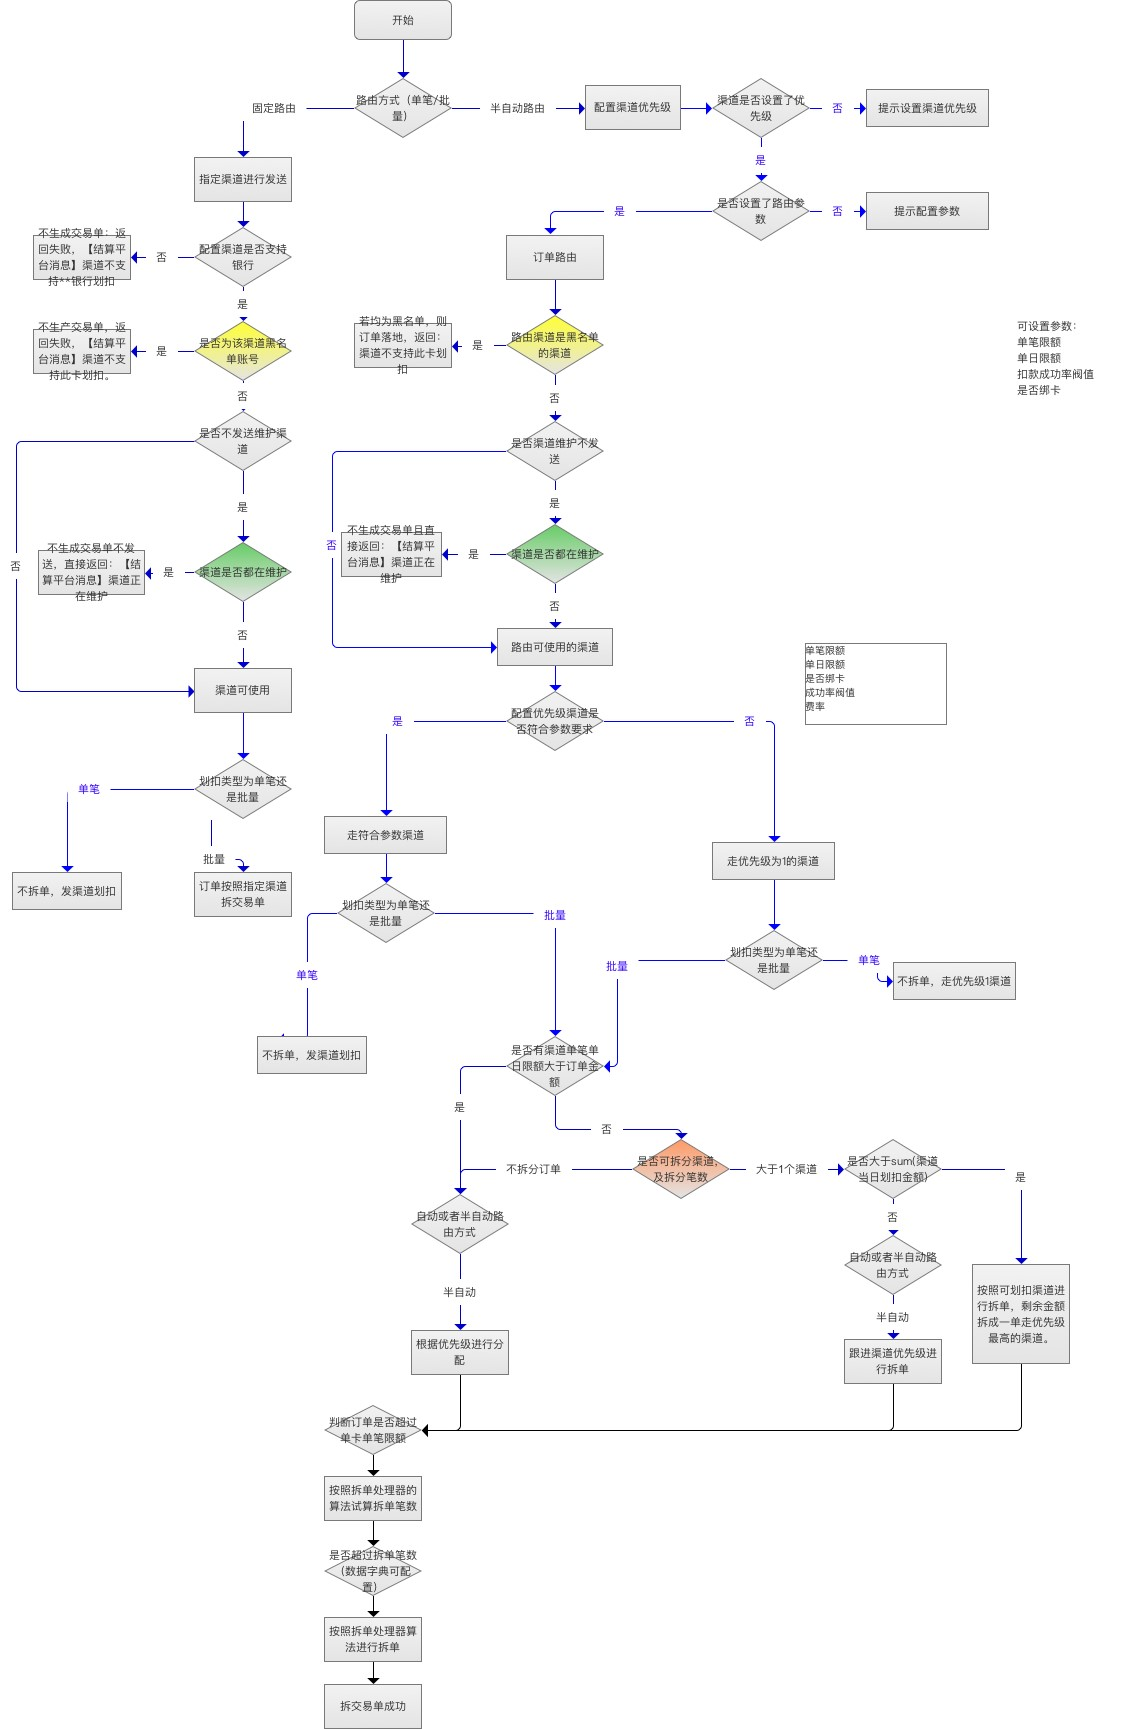 开始
路由方式（单笔/批
量）
固定路由
半自动路由
配置渠道优先级
渠道是否设置了优
先级
否
提示设置渠道优先级
是
是否设置了路由参
数
否
提示配置参数
是
指定渠道进行发送
配置渠道是否支持
银行
否
不生成交易单：返
回失败，【结算平
台消息】渠道不支
持**银行划扣
是
是否为该渠道黑名
单账号
是
不生产交易单，返
回失败，【结算平
台消息】渠道不支
持此卡划扣。
否
是否不发送维护渠
道
否
是
渠道是否都在维护
是
不生成交易单不发
送，直接返回：【结
算平台消息】渠道正
在维护
否
渠道可使用
划扣类型为单笔还
是批量
单笔
不拆单，发渠道划扣
批量
订单按照指定渠道
拆交易单
订单路由
路由渠道是黑名单
的渠道
是
若均为黑名单，则
订单落地，返回：
渠道不支持此卡划
扣
否
是否渠道维护不发
送
否
是
渠道是否都在维护
是
不生成交易单且直
接返回：【结算平
台消息】渠道正在
维护
否
路由可使用的渠道
可设置参数：
单笔限额
单日限额
扣款成功率阀值
是否绑卡
单笔限额
单日限额
是否绑卡
成功率阀值
费率
配置优先级渠道是
否符合参数要求
是
否
走符合参数渠道
走优先级为1的渠道
划扣类型为单笔还
是批量
单笔
批量
不拆单，发渠道划扣
划扣类型为单笔还
是批量
批量
单笔
不拆单，走优先级1渠道
是否有渠道单笔单
日限额大于订单金
额
是
否
是否可拆分渠道，
及拆分笔数
不拆分订单
大于1个渠道
是否大于sum(渠道
当日划扣金额)
是
否
自动或者半自动路
由方式
半自动
根据优先级进行分
配
自动或者半自动路
由方式
半自动
跟进渠道优先级进
行拆单
按照可划扣渠道进
行拆单，剩余金额
拆成一单走优先级
最高的渠道。
判断订单是否超过
单卡单笔限额
按照拆单处理器的
算法试算拆单笔数
是否超过拆单笔数
（数据字典可配
置）
按照拆单处理器算
法进行拆单
拆交易单成功